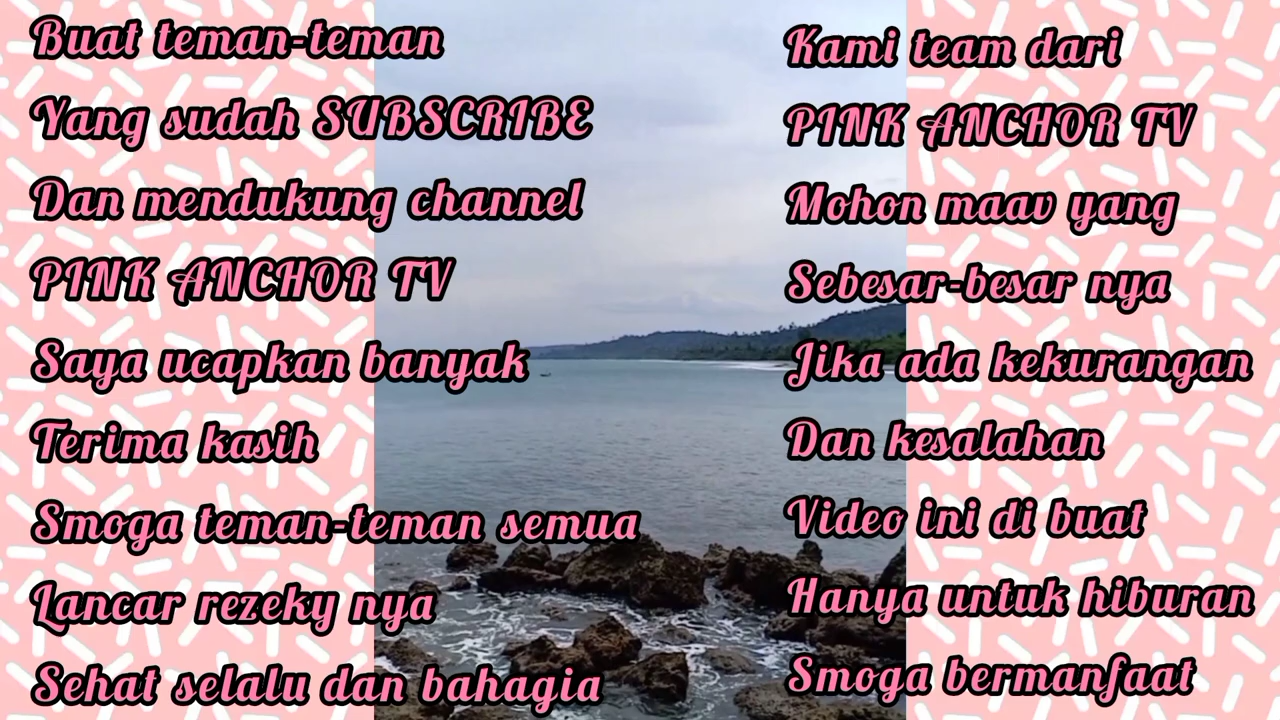 Buat teman-teman
Yang sudah SUBSCRIBE
Dan mendukung channel
PINK ANCHOR TV
Saya ucapkan banyak
Terima kasih
Smoga teman-teman semua
Lancar rezeky nya
Sehat selalu dan bahagia
Kami team dari
PINK ANCHOR TV
Mohon maav yang
Sebesar-besar nya
Jika ada kekurangan
Dan kesalahan
Video ini di buat
Hanya untuk hiburan
Smoga bermanfaat